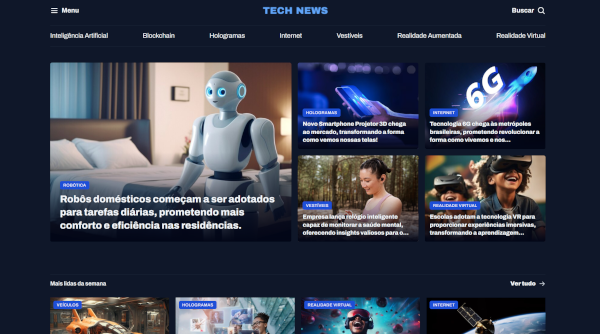 Menu
TECH NEWS
Buscar
Inteligência Artificial
Blockchain
Hologramas
Internet
Vestíveis
Realidade Aumentada
Realidade Virtual
ROBÓTICA
Robôs domésticos começam a ser adotados
para tarefas diárias, prometendo mais
conforto e eficiência nas residências.
HOLOGRAMAS
Novo Smartphone Projetor 3D chega
ao mercado, transformando a forma
como vemos nossas telas!
6G
INTERNET
Tecnologia 6G chega às metrópoles
brasileiras, prometendo revolucionar a
forma como vivemos e nos...
VESTÍVEIS
Empresa lança relógio inteligente
capaz de monitorar a saúde mental,
oferecendo insights valiosos para o...
REALIDADE VIRTUAL
Escolas adotam a tecnologia VR para
proporcionar experiências imersivas,
transformando a aprendizagem...
Mais lidas da semana
Ver tudo
VEÍCULOS
HOLOGRAMAS
REALIDADE VIRTUAL
INTERNET